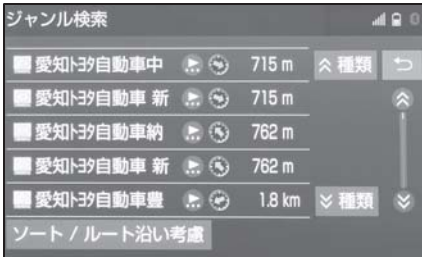 ジャンル検索
愛知トヨタ自動車中 715 m 種類
愛知トヨタ自動車 新 715 m
愛知トヨタ自動車納 762 m
愛知トヨタ自動車 新 762 m
愛知トヨタ自動車豊 1.8 km 種類
ソート / ルート沿い考慮